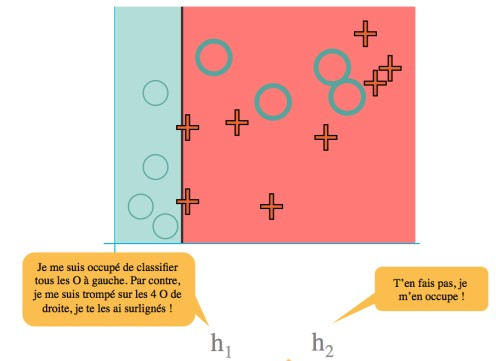 Je me suis occupé de classifier
tous les O à gauche. Par contre,
je me suis trompé sur les 4 O de
droite, je te les ai surlignés !
T'en fais pas, je
m'en occupe !
h1
h2